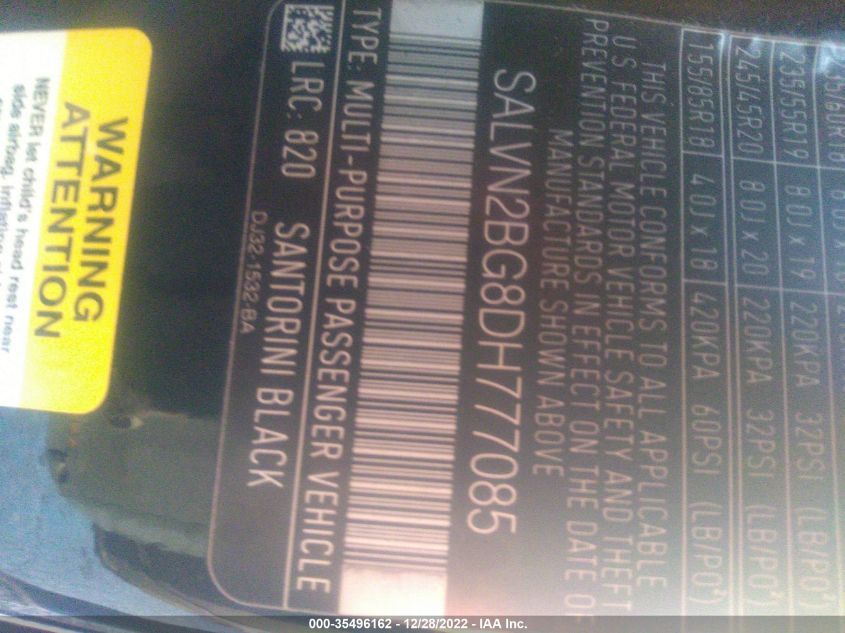 235/55R19 8.0J x 19 220KPA 32PSI (LB/PO²)
245/45R20 8.0J x 20 220KPA 32PSI (LB/PO²)
155/85R18 4.0J x 18 420KPA 60PSI (LB/PO²)
THIS VEHICLE CONFORMS TO ALL APPLICABLE
U.S. FEDERAL MOTOR VEHICLE SAFETY AND THEFT
PREVENTION STANDARDS IN EFFECT ON THE DATE OF
MANUFACTURE SHOWN ABOVE
SALVN2BG8DH777085
TYPE: MULTI-PURPOSE PASSENGER VEHICLE
LRC: 820 SANTORINI BLACK
DJ32-1532-BA
WARNING
ATTENTION
NEVER let child's head rest near
side airbag, inflation
000-35496162 - 12/28/2022 - IAA Inc.